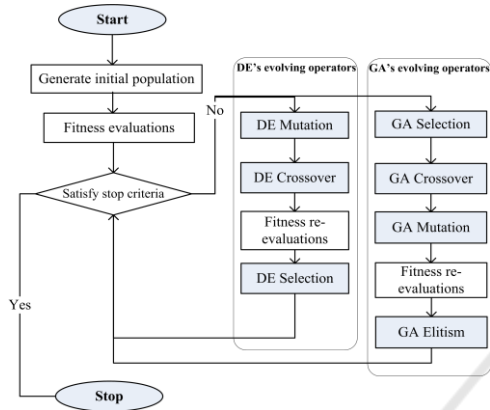 Start
Generate initial population
Fitness evaluations
Satisfy stop criteria
No
Yes
Stop
DE's evolving operators
DE Mutation
DE Crossover
Fitness re-
evaluations
DE Selection
GA's evolving operators
GA Selection
GA Crossover
GA Mutation
Fitness re-
evaluations
GA Elitism